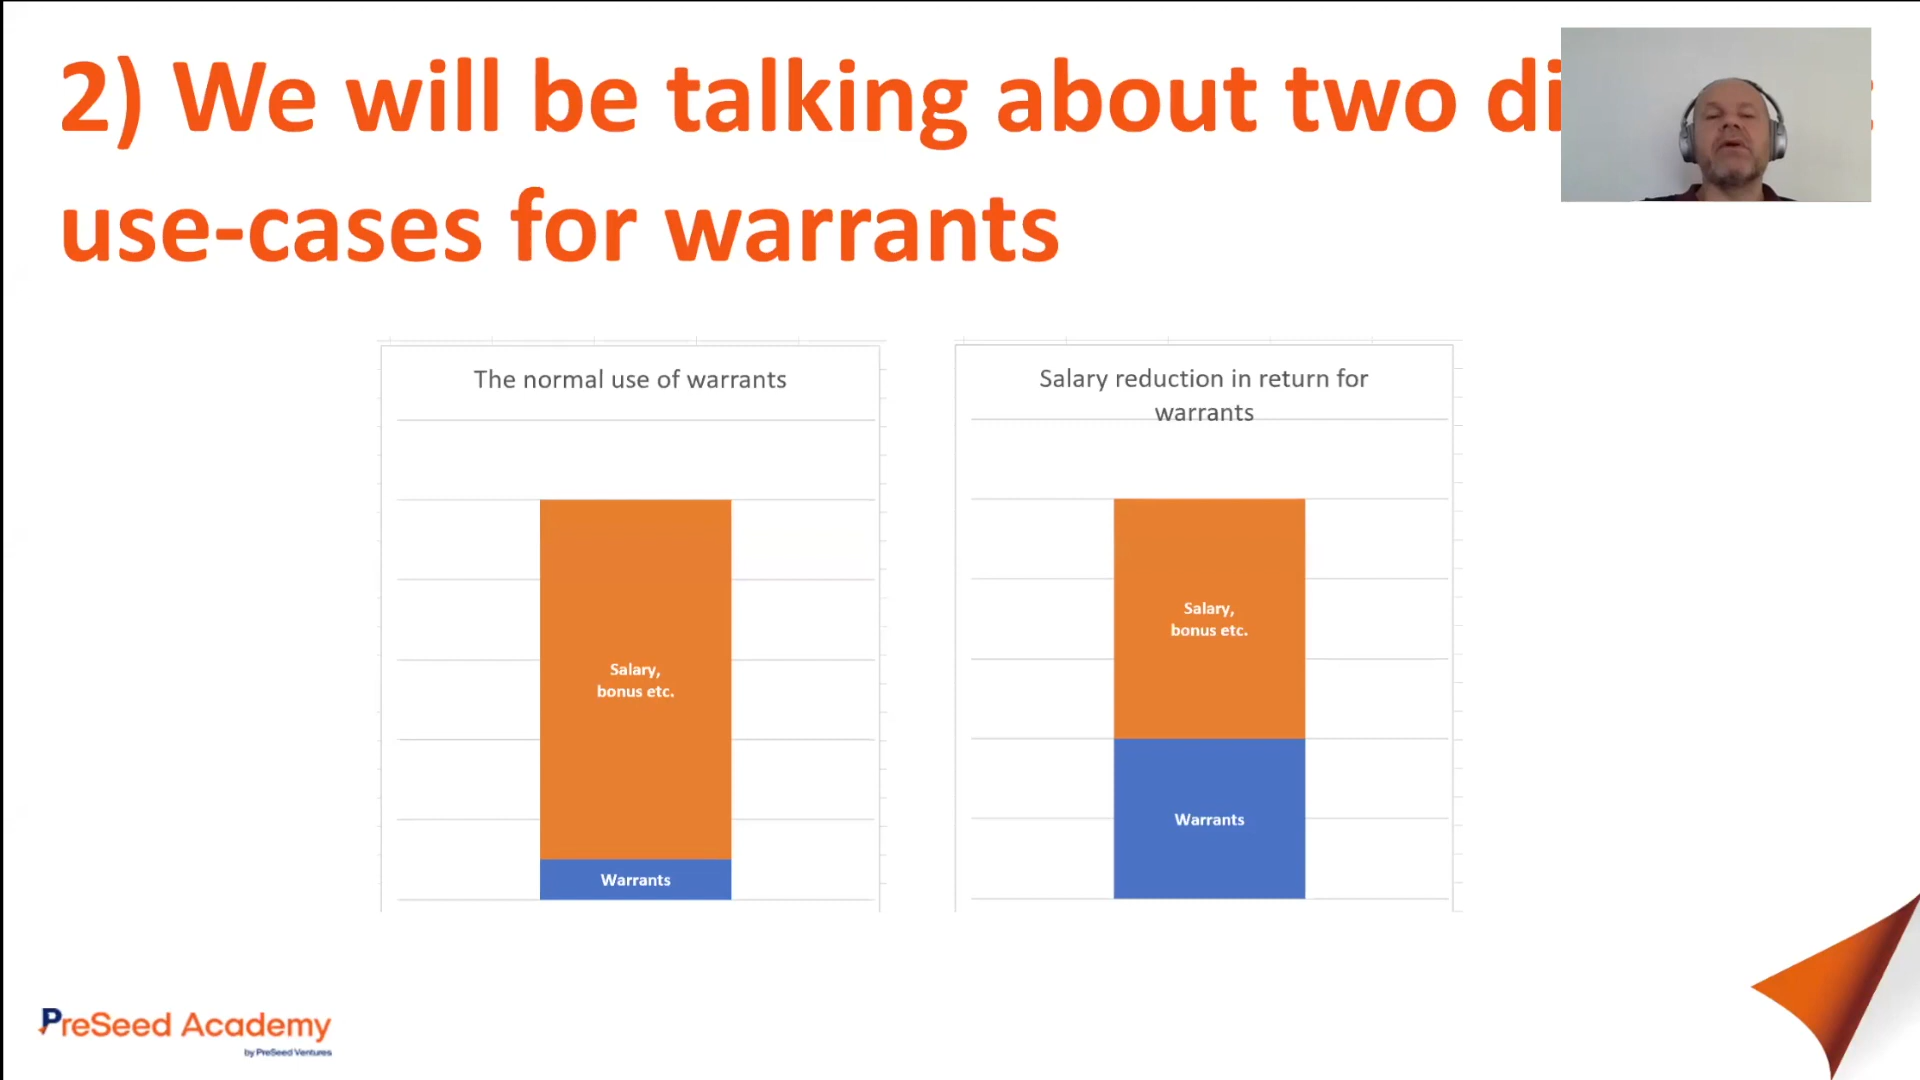 2) We will be talking about two
use-cases for warrants
The normal use of warrants
Salary,
bonus etc.
Warrants
Salary reduction in return for
warrants
Salary,
bonus etc.
Warrants
PreSeed Academy
by PreSeed Ventures